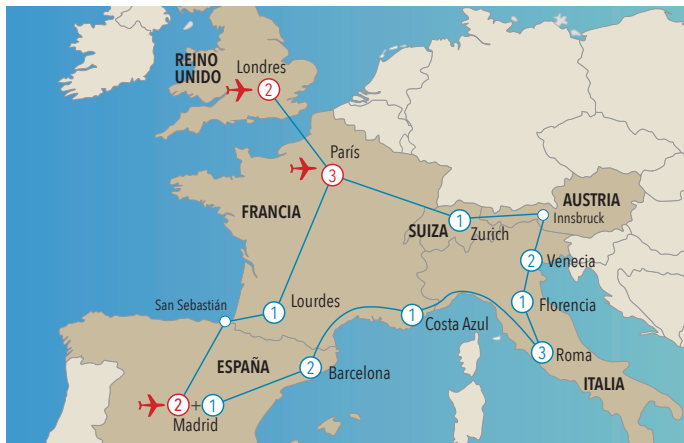 REINO
UNIDO
Londres
2
París
3
FRANCIA
AUSTRIA
Innsbruck
SUIZA
1
Zurich
2
Venecia
1
Florencia
San Sebastián
1
Lourdes
1
Costa Azul
3
Roma
ESPAÑA
2
Barcelona
ITALIA
2 + 1
Madrid